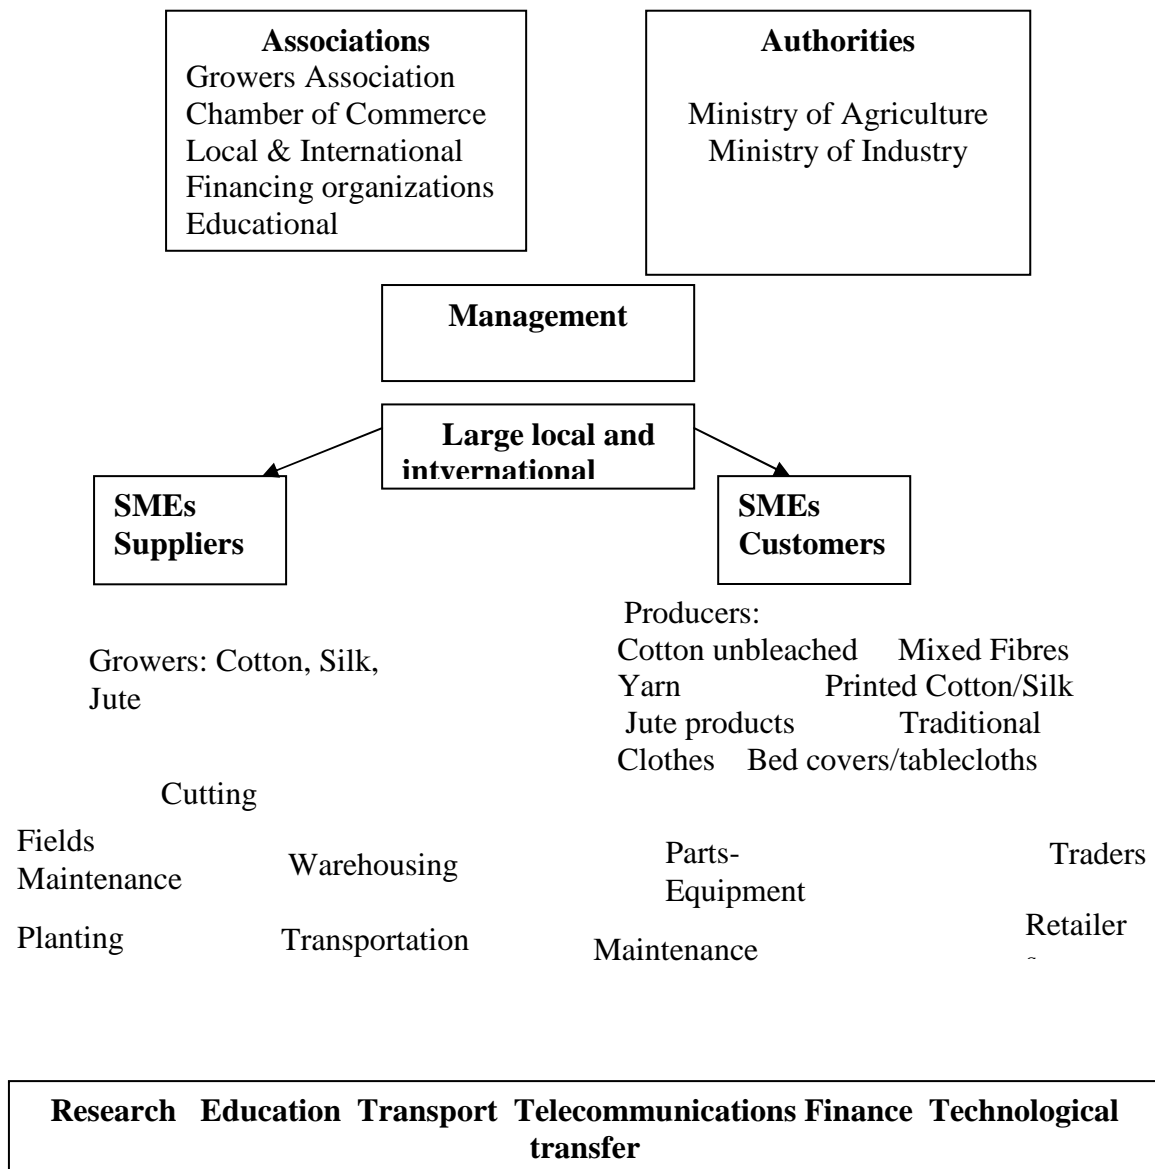 Associations
Growers Association
Chamber of Commerce
Local & International
Financing organizations
Educational
Authorities
Ministry of Agriculture
Ministry of Industry
Management
Large local and
intvernational
SMEs
Suppliers
SMEs
Customers
Growers: Cotton, Silk,
Jute
Producers:
Cotton unbleached Mixed Fibres
Yarn Printed Cotton/Silk
Jute products Traditional
Clothes Bed covers/tablecloths
Cutting
Fields
Maintenance
Warehousing
Planting
Transportation
Parts-
Equipment
Maintenance
Traders
Retailer
Research Education Transport Telecommunications Finance Technological
transfer